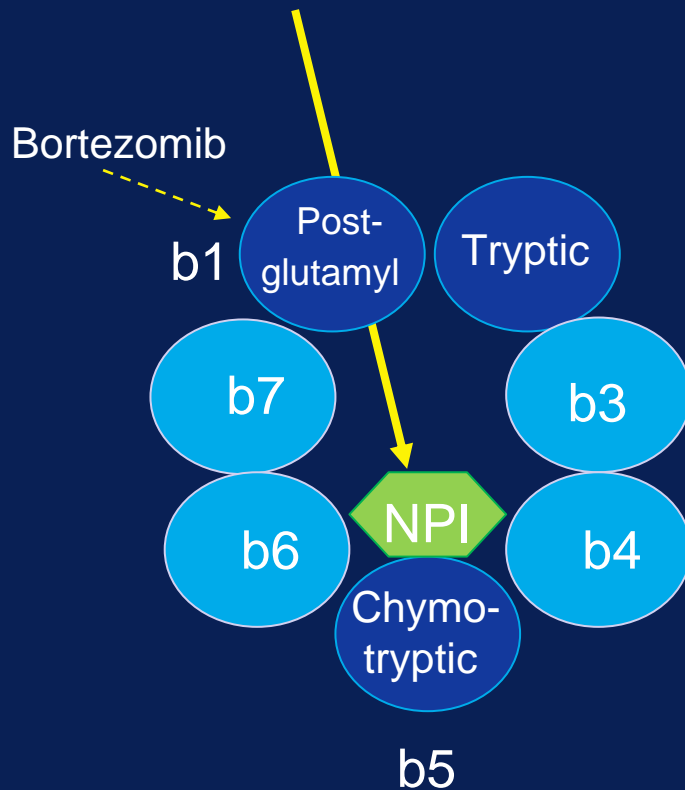 Bortezomib
Post-
glutamyl
Tryptic
b1
b7
b3
NPI
b6
b4
Chymo-
tryptic
b5